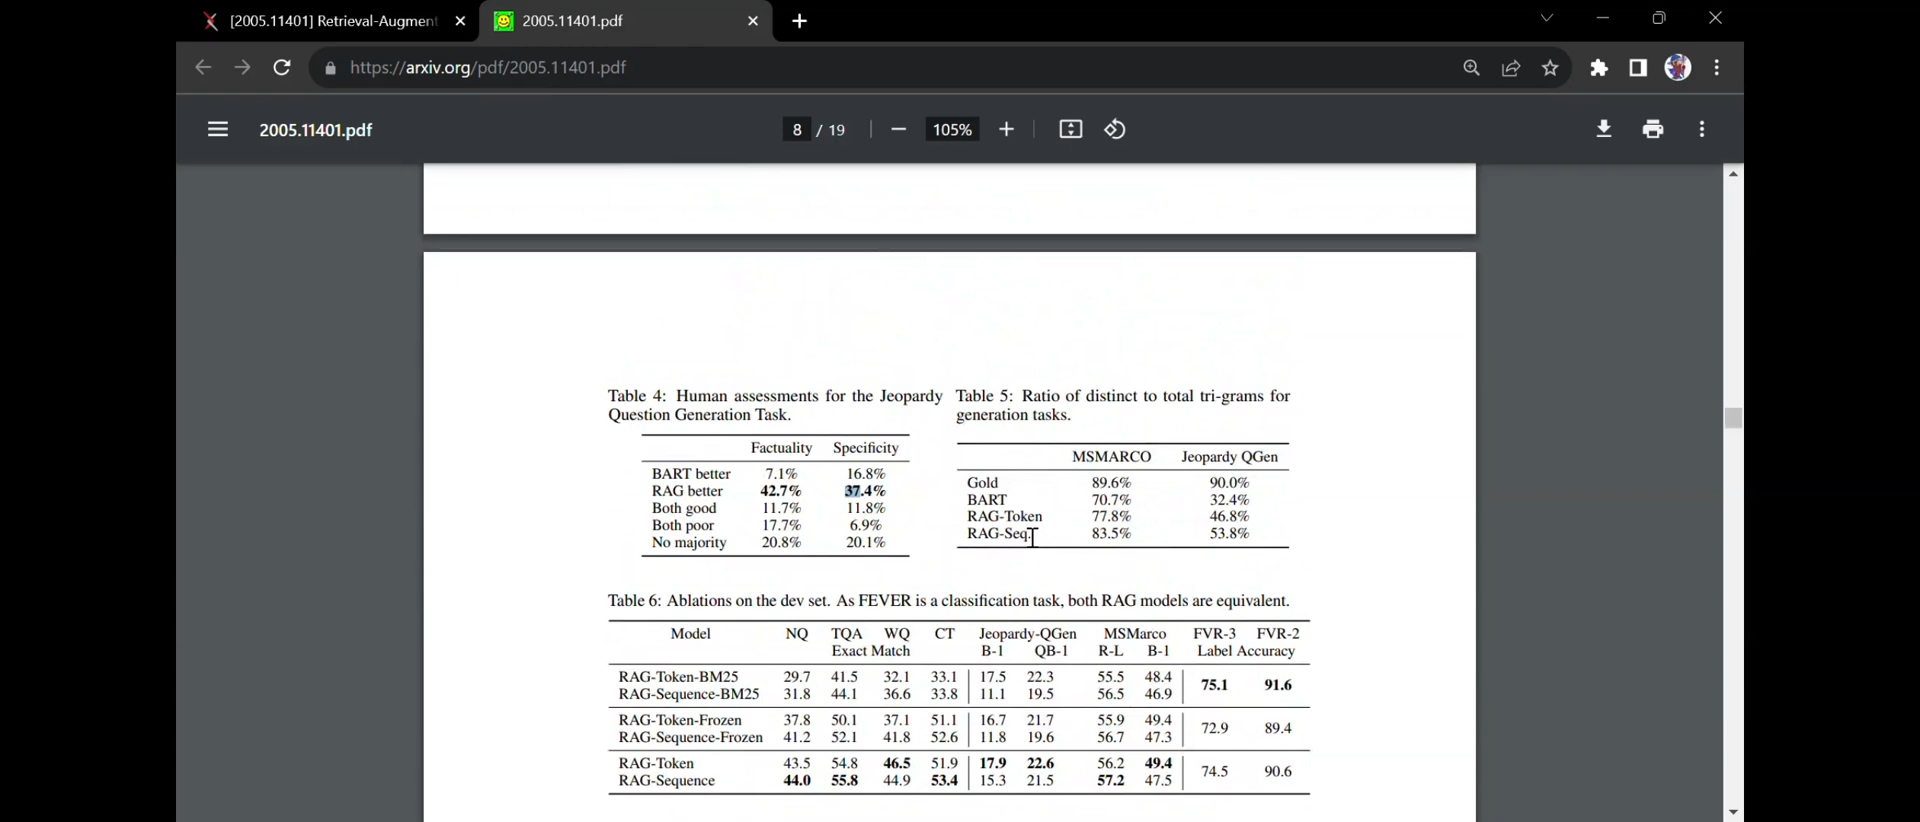 [2005.11401] Retrieval-Augment
2005.11401.pdf
https://arxiv.org/pdf/2005.11401.pdf
2005.11401.pdf
8 / 19
105%
Table 4: Human assessments for the Jeopardy
Question Generation Task.
Factuality Specificity
BART better 7.1% 16.8%
RAG better 42.7% 37.4%
Both good 11.7% 11.8%
Both poor 17.7% 6.9%
No majority 20.8% 20.1%
Table 5: Ratio of distinct to total tri-grams for
generation tasks.
MSMARCO Jeopardy QGen
Gold 89.6% 90.0%
BART 70.7% 32.4%
RAG-Token 77.8% 46.8%
RAG-Seq. 83.5% 53.8%
Table 6: Ablations on the dev set. As FEVER is a classification task, both RAG models are equivalent.
Model NQ TQA WQ CT Jeopardy-QGen MSMarco FVR-3 FVR-2
Exact Match B-1 QB-1 R-L B-1 Label Accuracy
RAG-Token-BM25 29.7 41.5 32.1 33.1 17.5 22.3 55.5 48.4
75.1 91.6
RAG-Sequence-BM25 31.8 44.1 36.6 33.8 11.1 19.5 56.5 46.9
RAG-Token-Frozen 37.8 50.1 37.1 51.1 16.7 21.7 55.9 49.4
72.9 89.4
RAG-Sequence-Frozen 41.2 52.1 41.8 52.6 11.8 19.6 56.7 47.3
RAG-Token 43.5 54.8 46.5 51.9 17.9 22.6 56.2 49.4
74.5 90.6
RAG-Sequence 44.0 55.8 44.9 53.4 15.3 21.5 57.2 47.5